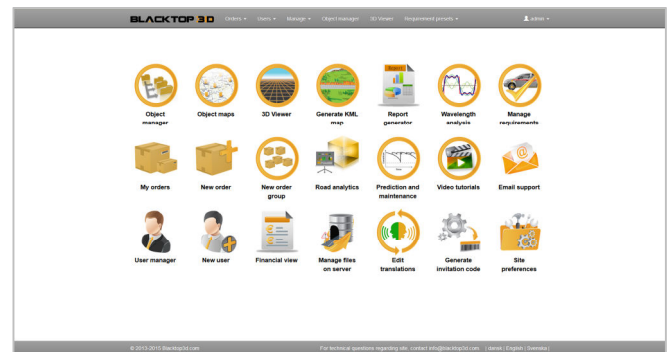 BLACKTOP 3D Orders Users Manage Object manager 3D Viewer Requirement presets admin
Report
Object manager
Object maps
3D Viewer
Generate KML map
Report generator
Wavelength analysis
Manage requirements
My orders
New order
New order group
Road analytics
Prediction and maintenance
Video tutorials
Email support
User manager
New user
Financial view
Manage files on server
Edit translations
Generate invitation code
Site preferences
© 2013-2015 Blacktop3d.com For technical questions regarding site, contact info@blacktop3d.com | dansk | English | Svenska |